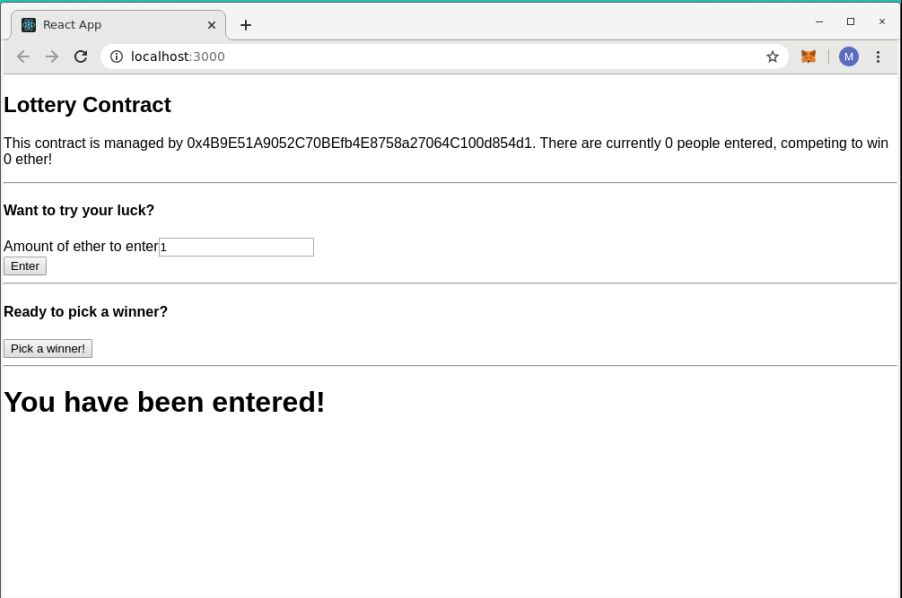 React App
localhost:3000
M
Lottery Contract
This contract is managed by 0x4B9E51A9052C70BEfb4E8758a27064C100d854d1. There are currently 0 people entered, competing to win
0 ether!
Want to try your luck?
Amount of ether to enter 1
Enter
Ready to pick a winner?
Pick a winner!
You have been entered!